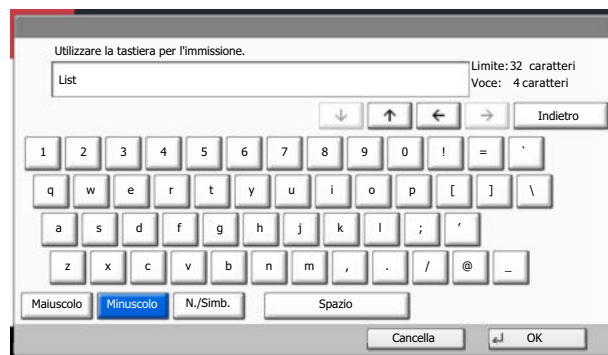 Utilizzare la tastiera per l'immissione.
Limite: 32 caratteri
List
Voce: 4 caratteri
↓ ↑ ← → Indietro
1 2 3 4 5 6 7 8 9 0 ! = `
q w e r t y u i o p [ ] \
a s d f g h j k l ; ’
z x c v b n m , . / @ _
Maiuscolo Minuscolo N./Simb. Spazio
Cancella OK